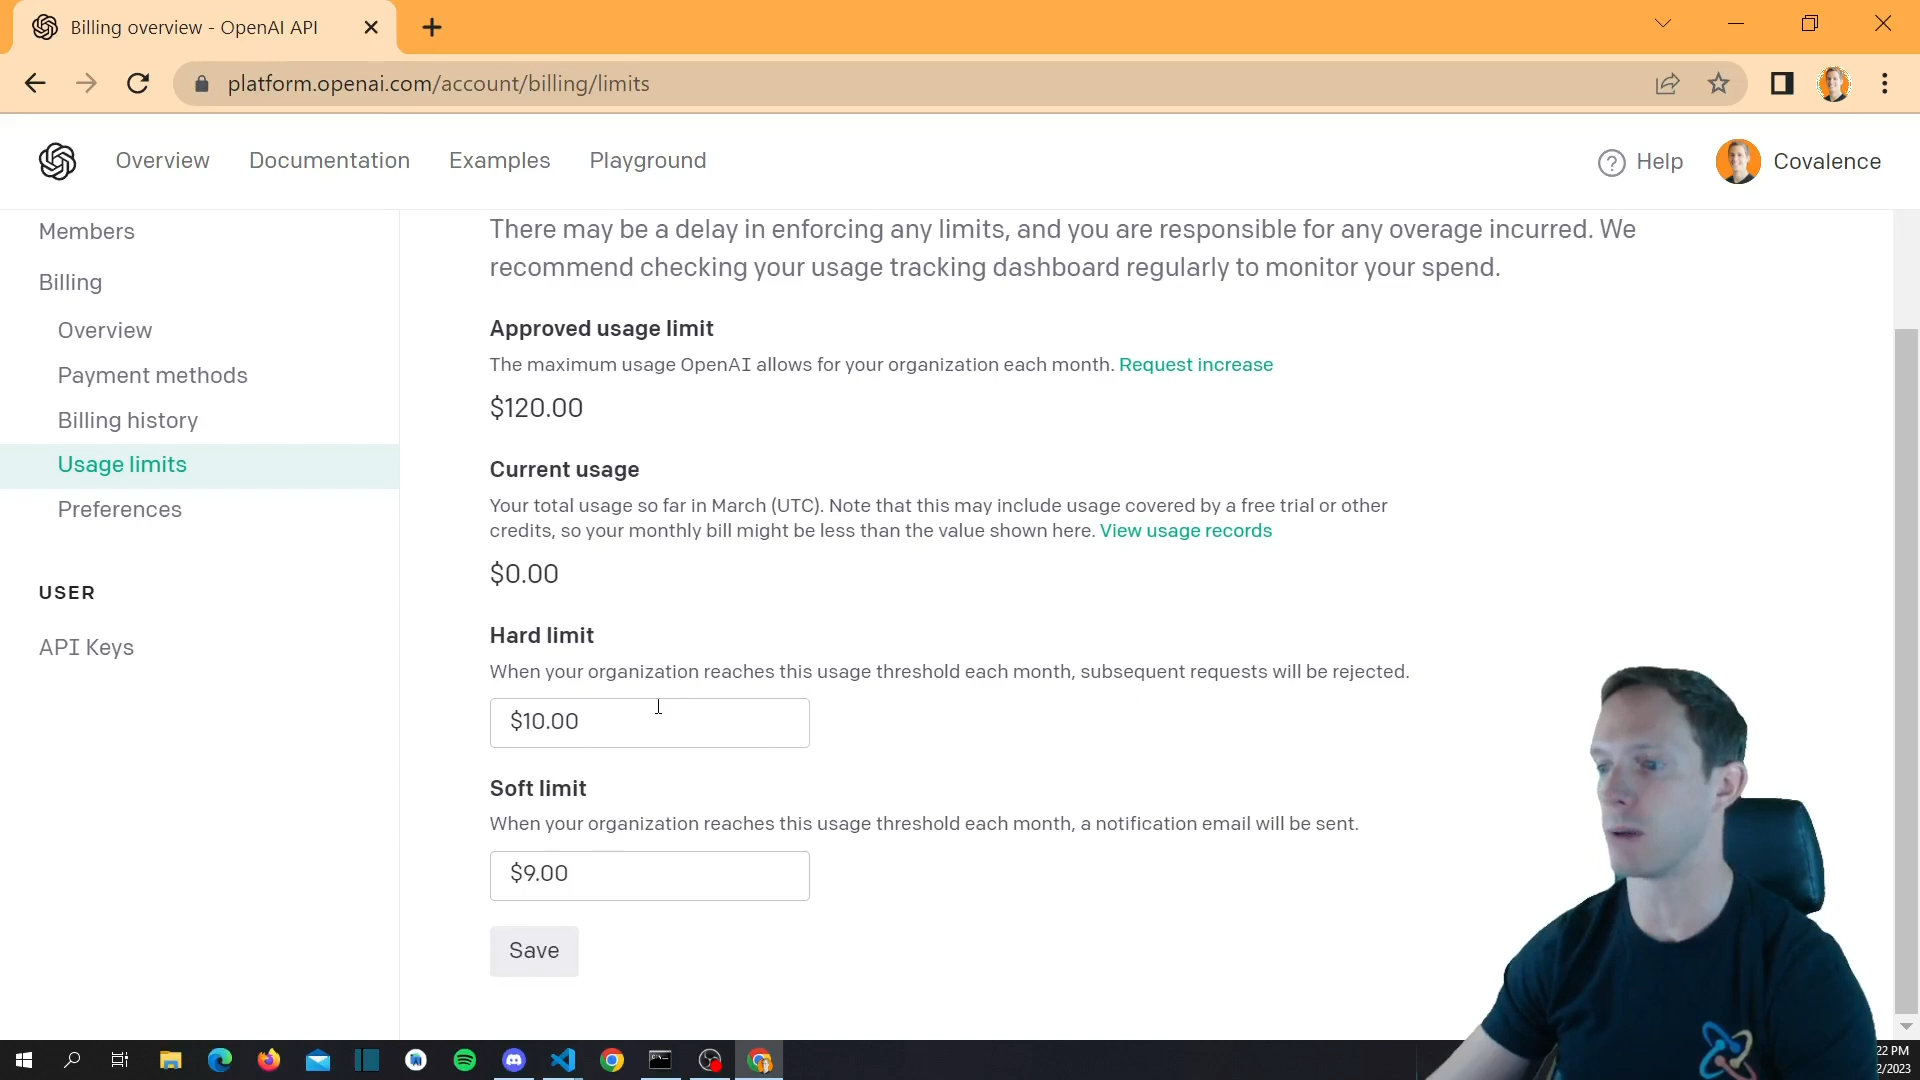 Billing overview - OpenAI API
platform.openai.com/account/billing/limits
Overview
Documentation
Examples
Playground
Help
Covalence
Members
Billing
Overview
Payment methods
Billing history
Usage limits
Preferences
USER
API Keys
There may be a delay in enforcing any limits, and you are responsible for any overage incurred. We
recommend checking your usage tracking dashboard regularly to monitor your spend.
Approved usage limit
The maximum usage OpenAI allows for your organization each month. Request increase
$120.00
Current usage
Your total usage so far in March (UTC). Note that this may include usage covered by a free trial or other
credits, so your monthly bill might be less than the value shown here. View usage records
$0.00
Hard limit
When your organization reaches this usage threshold each month, subsequent requests will be rejected.
$10.00
Soft limit
When your organization reaches this usage threshold each month, a notification email will be sent.
$9.00
Save
22 PM
2/2023